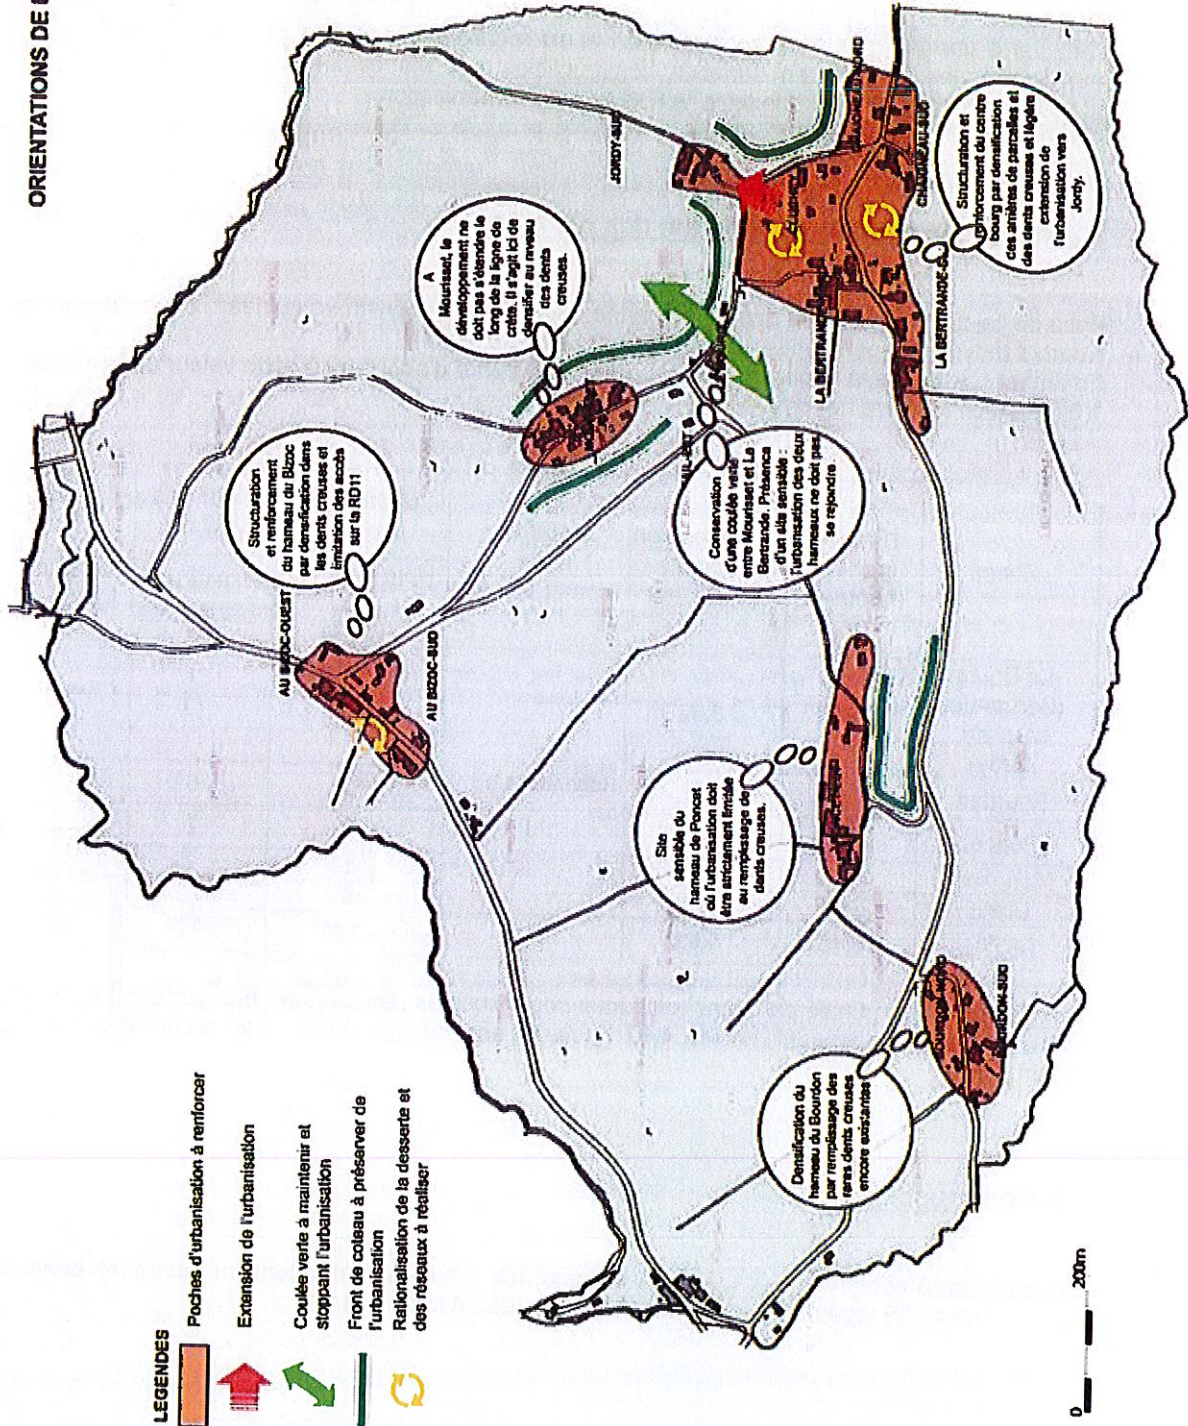 ORIENTATIONS DE
LEGENDES
Poches d'urbanisation à renforcer
Extension de l'urbanisation
Coulée verte à maintenir et
stoppant l'urbanisation
Front de coteau à préserver de
l'urbanisation
Rationalisation de la desserte et
des réseaux à réaliser
Structuration
et renforcement
du hameau du Bizoc
par densification dans
les dents creuses et
limitation des accès
sur la RD11
A
Mourisset, le
développement ne
doit pas s'étendre le
long de la ligne de
crête. Il s'agit ici de
densifier au niveau
des dents
creuses.
Conservation
d'une coulée verte
entre Mourisset et La
Bertrande. Présence
d'un site sensible :
l'urbanisation des deux
hameaux ne doit pas
se rejoindre.
Structuration et
renforcement du centre
bourg par densification
des arrières de parcelles et
des dents creuses et légère
extension de
l'urbanisation vers
Jordy.
Site
sensible du
hameau de Poncet
où l'urbanisation doit
être strictement limitée
au remplissage de
dents creuses.
Densification du
hameau du Bourdon
par remplissage des
rares dents creuses
encore existantes
AU BIZOC-OUEST
AU BIZOC-SUD
JORDY-SUD
CHAUMEAU-SUD
LA BERTRANDE
BOURDON-SUD
0
200m